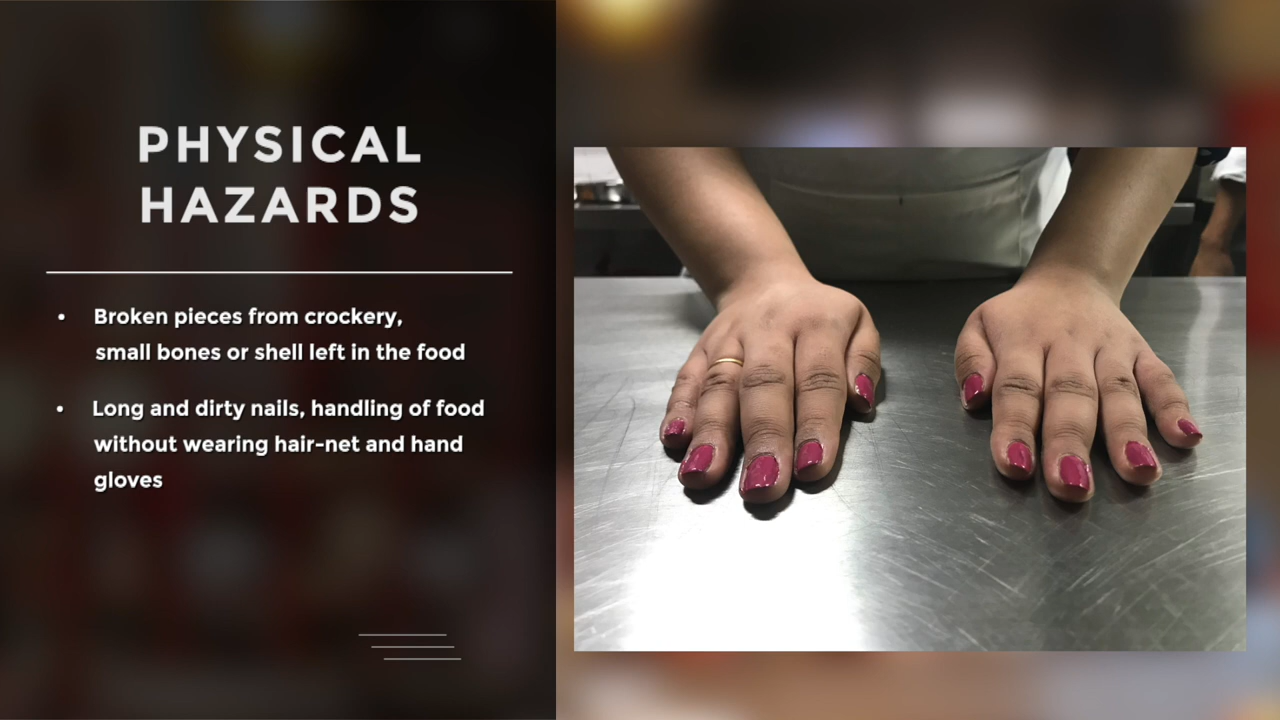 PHYSICAL
HAZARDS
• Broken pieces from crockery,
small bones or shell left in the food
• Long and dirty nails, handling of food
without wearing hair-net and hand
gloves